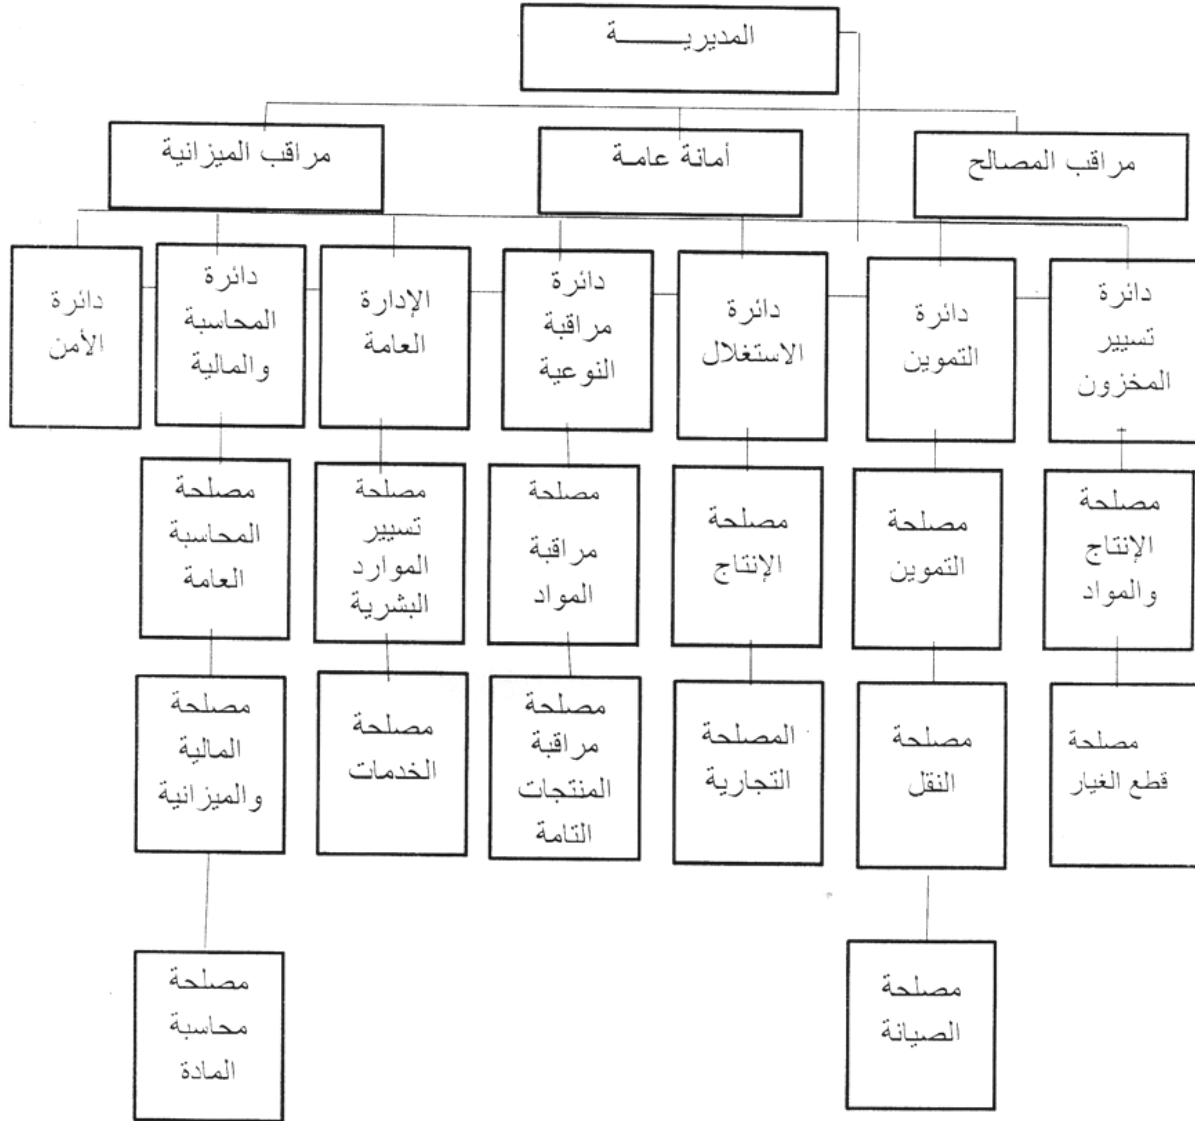 المديريـــــــة
مراقب المصالح
أمانة عامـة
مراقب الميزانية
دائرة
تسيير
المخزون
دائرة
التموين
دائرة
الاستغلال
دائرة
مراقبة
النوعية
الإدارة
العامة
دائرة
المحاسبة
والمالية
دائرة
الأمن
مصلحة
الإنتاج
والمواد
مصلحة
التموين
مصلحة
الإنتاج
مصلحة
مراقبة
المواد
مصلحة
تسيير
الموارد
البشرية
مصلحة
المحاسبة
العامة
مصلحة
قطع الغيار
مصلحة
النقل
المصلحة
التجارية
مصلحة
مراقبة
المنتجات
التامة
مصلحة
الخدمات
مصلحة
المالية
والميزانية
مصلحة
الصيانة
مصلحة
محاسبة
المادة